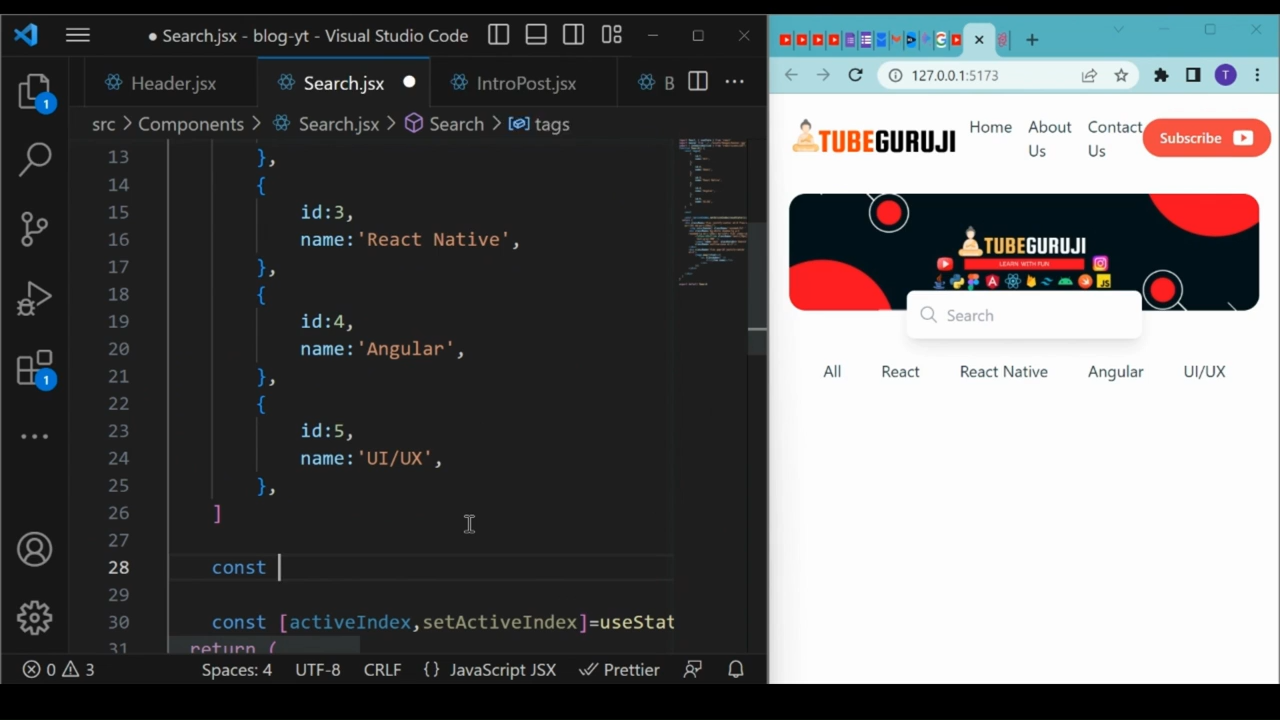 Search.jsx - blog-yt - Visual Studio Code
Header.jsx
Search.jsx
IntroPost.jsx
B
src > Components > Search.jsx > Search > tags
13 },
14 {
15 id:3,
16 name:'React Native',
17 },
18 {
19 id:4,
20 name:'Angular',
21 },
22 {
23 id:5,
24 name:'UI/UX',
25 },
26 ]
27
28 const
29
30 const [activeIndex,setActiveIndex]=useStat
31 return (
1
1
0 3 Spaces: 4 UTF-8 CRLF {} JavaScript JSX Prettier
127.0.0.1:5173
T
TUBEGURUJI
Home
About Us
Contact Us
Subscribe
TUBEGURUJI
LEARN WITH FUN
JS
Search
All React React Native Angular UI/UX